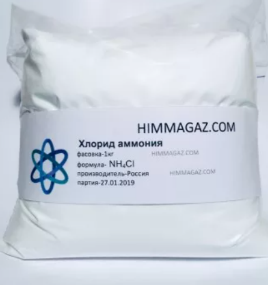 HIMMAGAZ.COM
Хлорид аммония
фасовка-1кг HIMMAGAZ.COM
формула- NH₄Cl
производитель-Россия HIMMAGAZ.COM
партия-27.01.2019